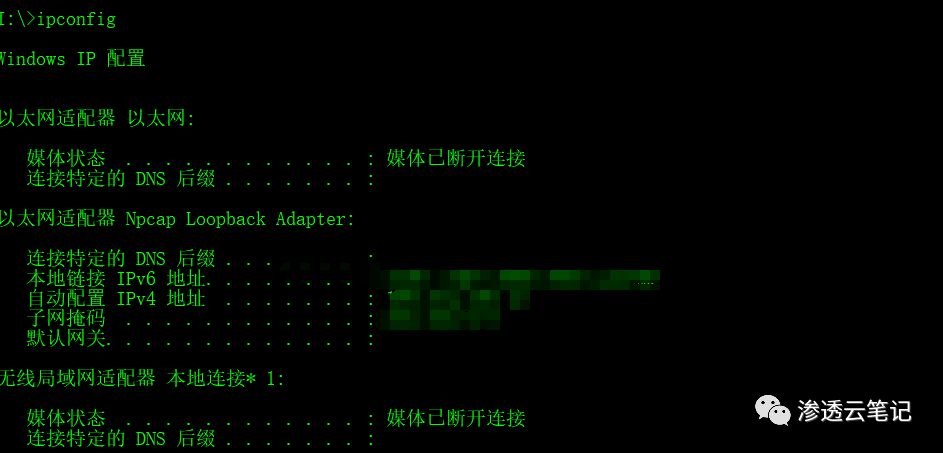 I:\>ipconfig
Windows IP 配置
以太网适配器 以太网:
媒体状态 . . . . . . . . . . . . : 媒体已断开连接
连接特定的 DNS 后缀 . . . . . . . :
以太网适配器 Npcap Loopback Adapter:
连接特定的 DNS 后缀 . . . . . . . :
本地链接 IPv6 地址. . . . . . . . :
自动配置 IPv4 地址 . . . . . . . :
子网掩码 . . . . . . . . . . . . :
默认网关. . . . . . . . . . . . . :
无线局域网适配器 本地连接* 1:
媒体状态 . . . . . . . . . . . . : 媒体已断开连接
连接特定的 DNS 后缀 . . . . . . . :
渗透云笔记